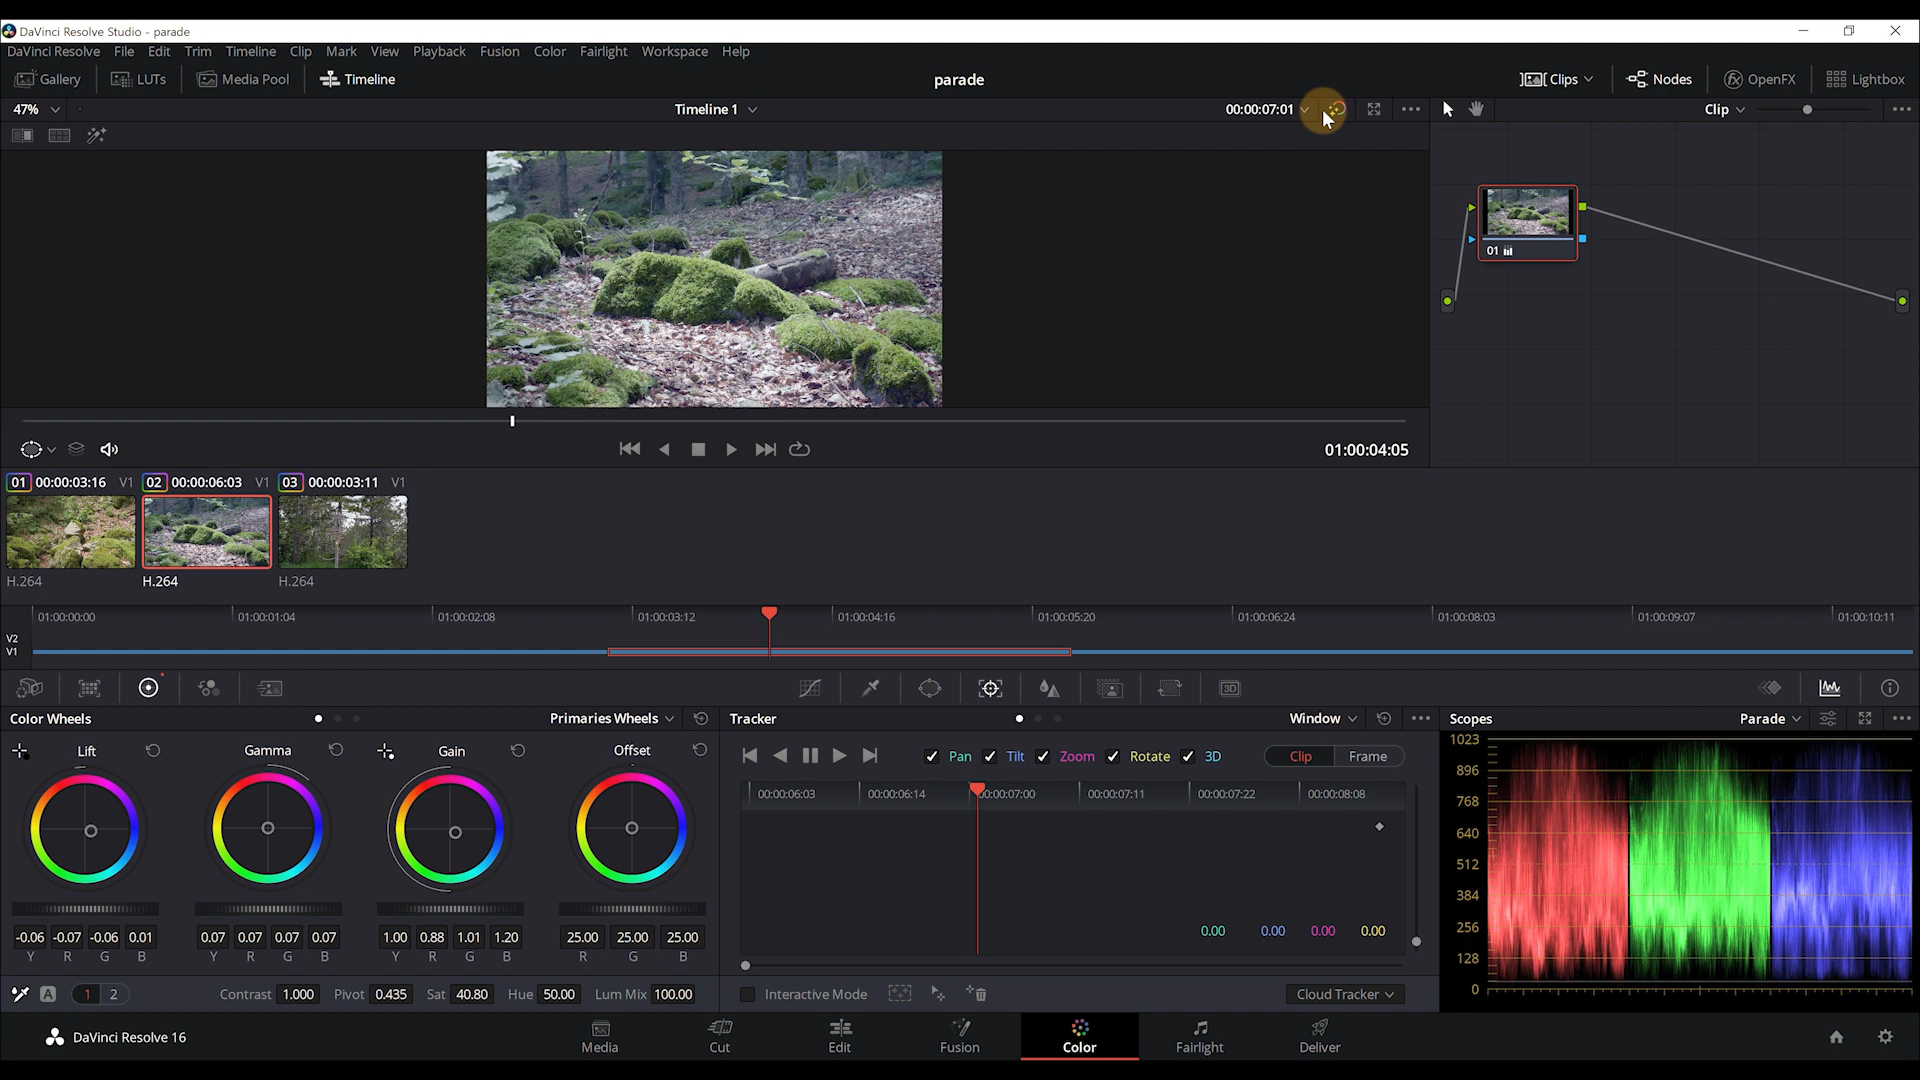 DaVinci Resolve Studio - parade
DaVinci Resolve File Edit Trim Timeline Clip Mark View Playback Fusion Color Fairlight Workspace Help
Gallery LUTs Media Pool Timeline parade Clips Nodes OpenFX Lightbox
47% Timeline 1 00:00:07:01 Clip
01
01:00:04:05
01 00:00:03:16 V1 02 00:00:06:03 V1 03 00:00:03:11 V1
H.264 H.264 H.264
01:00:00:00 01:00:01:04 01:00:02:08 01:00:03:12 01:00:04:16 01:00:05:20 01:00:06:24 01:00:08:03 01:00:09:07 01:00:10:11
V2
V1
3D
Color Wheels Primaries Wheels Tracker Window Scopes Parade
Lift Gamma Gain Offset Pan Tilt Zoom Rotate 3D Clip Frame
00:00:06:03 00:00:06:14 00:00:07:00 00:00:07:11 00:00:07:22 00:00:08:08
1023
896
768
640
512
384
256
128
0
-0.06 -0.07 -0.06 0.01 0.07 0.07 0.07 0.07 1.00 0.88 1.01 1.20 25.00 25.00 25.00 0.00 0.00 0.00 0.00
Y R G B Y R G B Y R G B R G B
A 1 2 Contrast 1.000 Pivot 0.435 Sat 40.80 Hue 50.00 Lum Mix 100.00 Interactive Mode Cloud Tracker
DaVinci Resolve 16 Media Cut Edit Fusion Color Fairlight Deliver